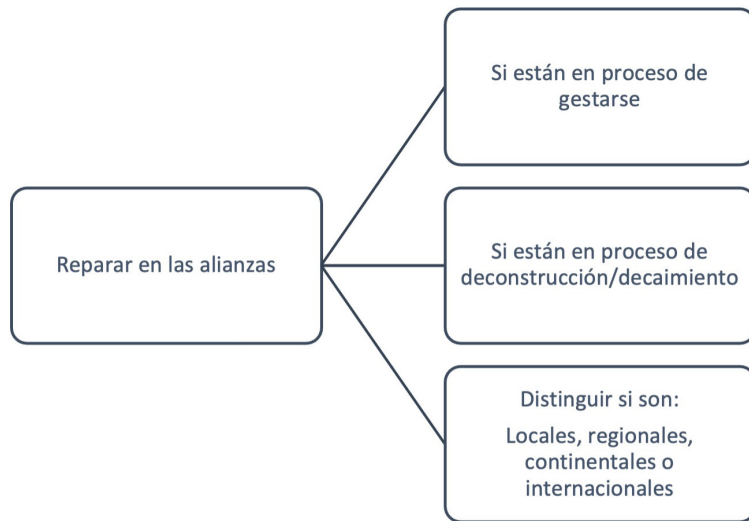 Si están en proceso de
gestarse
Reparar en las alianzas
Si están en proceso de
deconstrucción/decaimiento
Distinguir si son:
Locales, regionales,
continentales o
internacionales